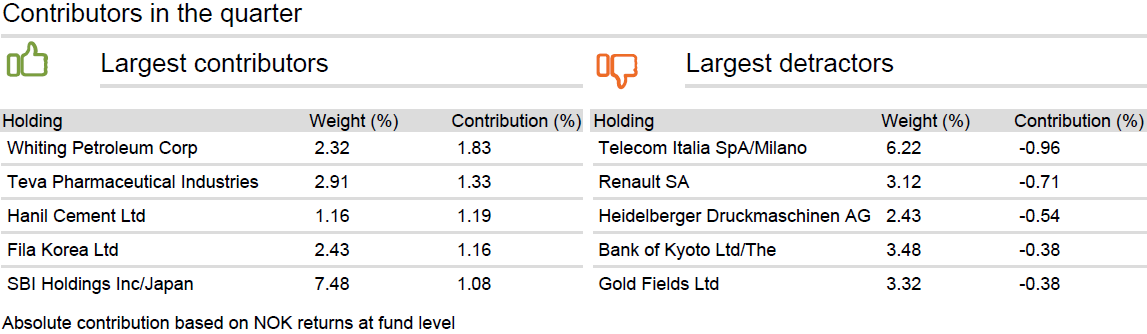 Contributors in the quarter
Largest contributors
Holding Weight (%) Contribution (%)
Whiting Petroleum Corp 2.32 1.83
Teva Pharmaceutical Industries 2.91 1.33
Hanil Cement Ltd 1.16 1.19
Fila Korea Ltd 2.43 1.16
SBI Holdings Inc/Japan 7.48 1.08
Largest detractors
Holding Weight (%) Contribution (%)
Telecom Italia SpA/Milano 6.22 -0.96
Renault SA 3.12 -0.71
Heidelberger Druckmaschinen AG 2.43 -0.54
Bank of Kyoto Ltd/The 3.48 -0.38
Gold Fields Ltd 3.32 -0.38
Absolute contribution based on NOK returns at fund level